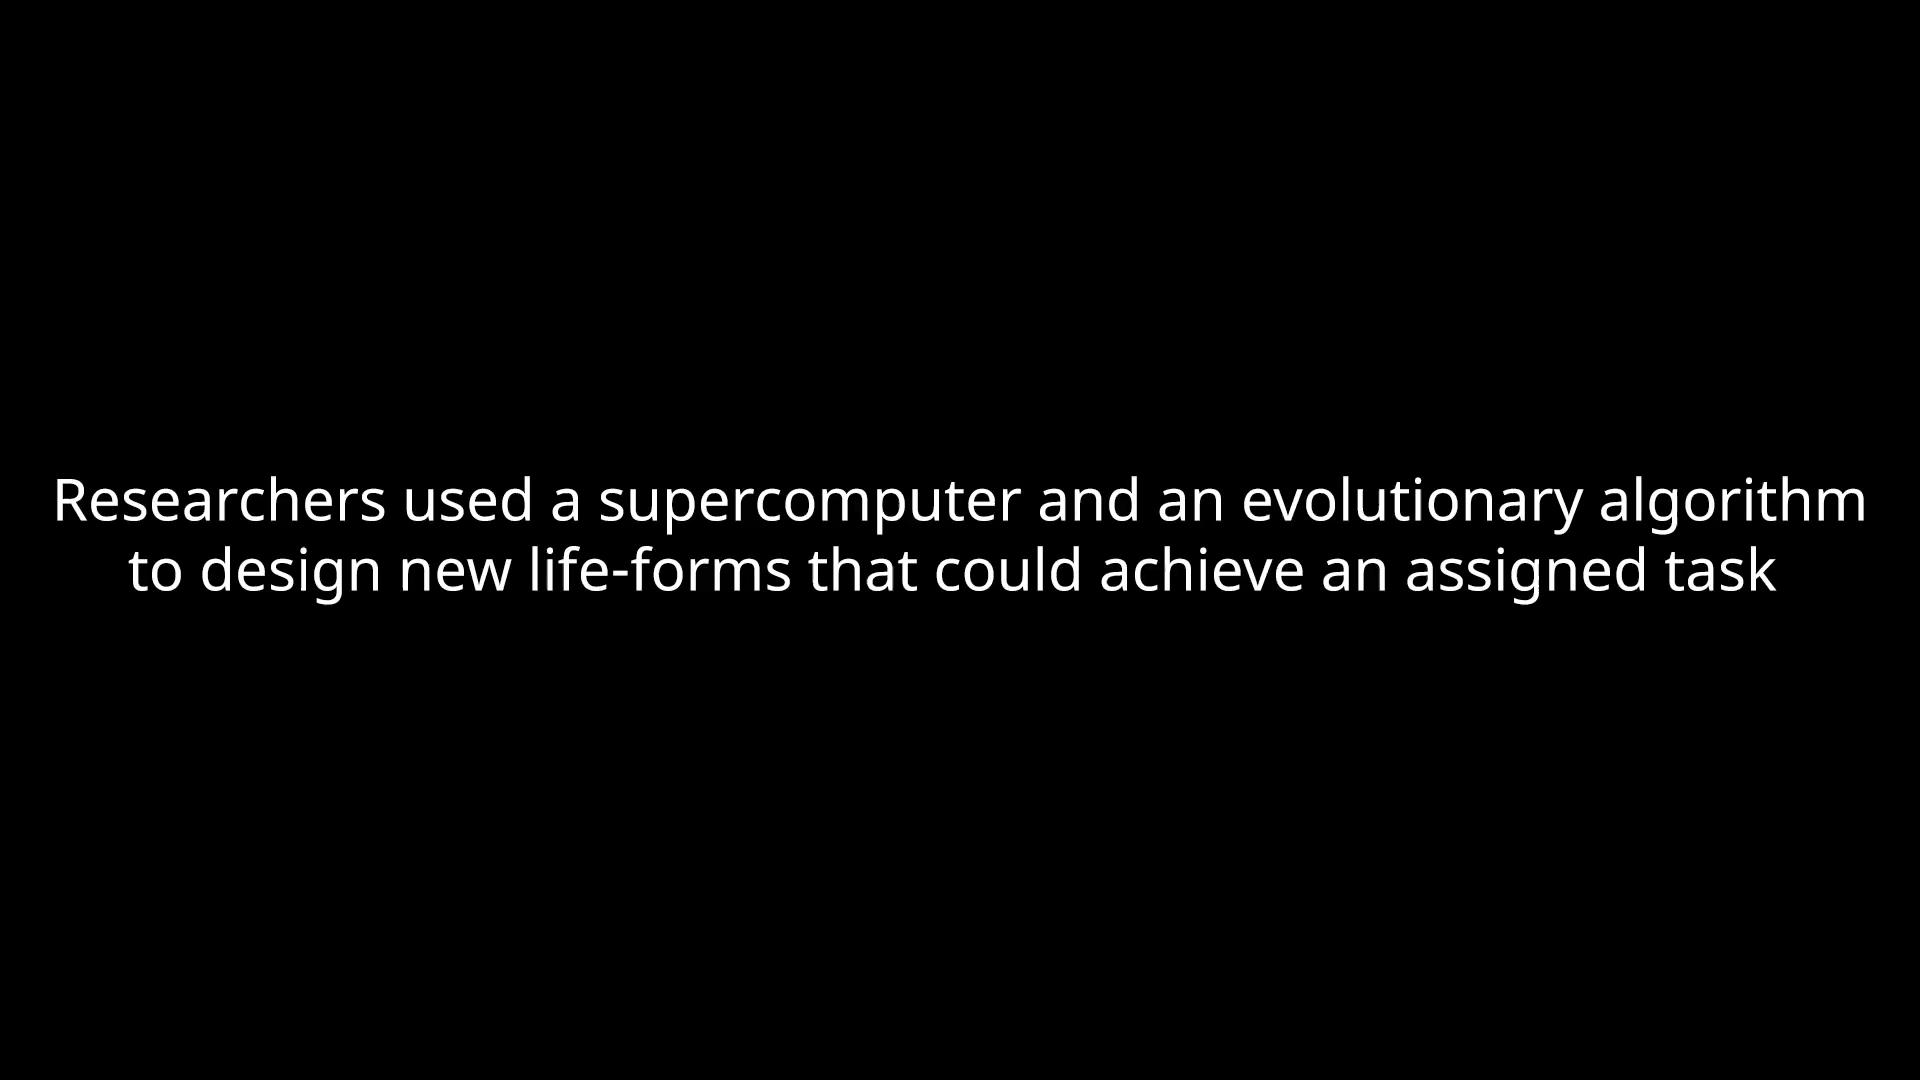 Researchers used a supercomputer and an evolutionary algorithm
to design new life-forms that could achieve an assigned task